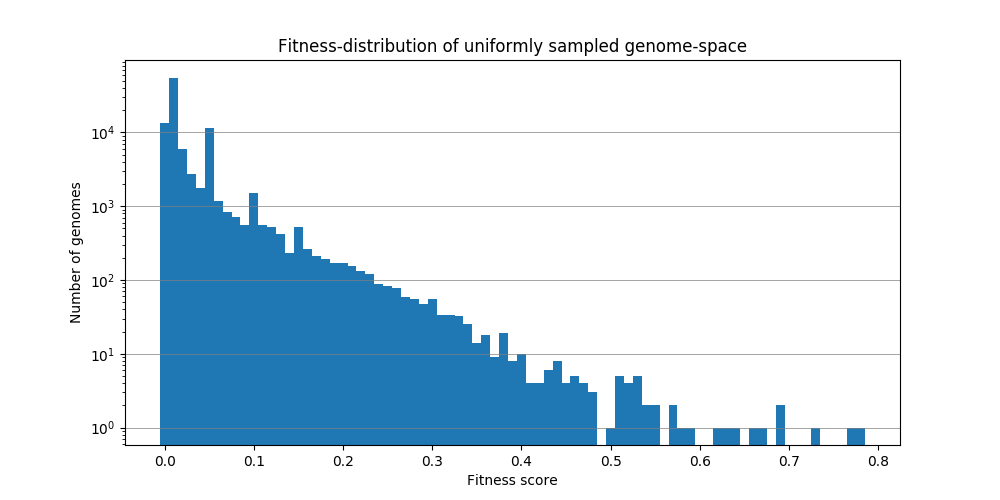 Fitness-distribution of uniformly sampled genome-space
Number of genomes
10⁴
10³
10²
10¹
10⁰
0.0 0.1 0.2 0.3 0.4 0.5 0.6 0.7 0.8
Fitness score